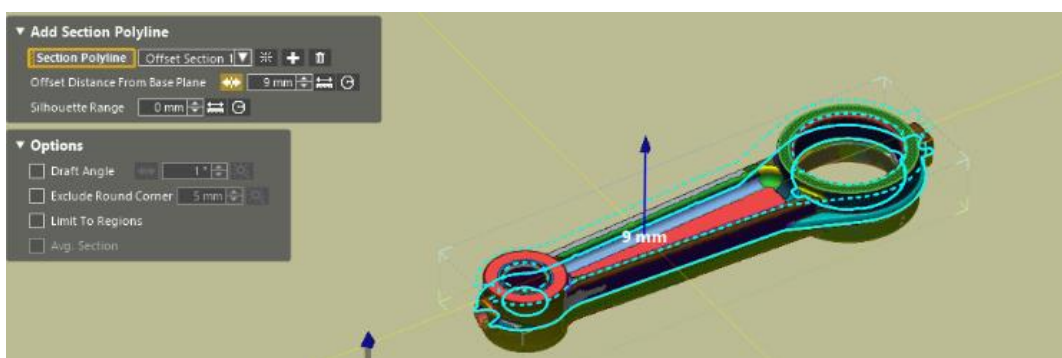 Add Section Polyline
Section Polyline Offset Section 1
Offset Distance From Base Plane 9 mm
Silhouette Range 0 mm
Options
Draft Angle 1 °
Exclude Round Corner 5 mm
Limit To Regions
Avg. Section
9 mm